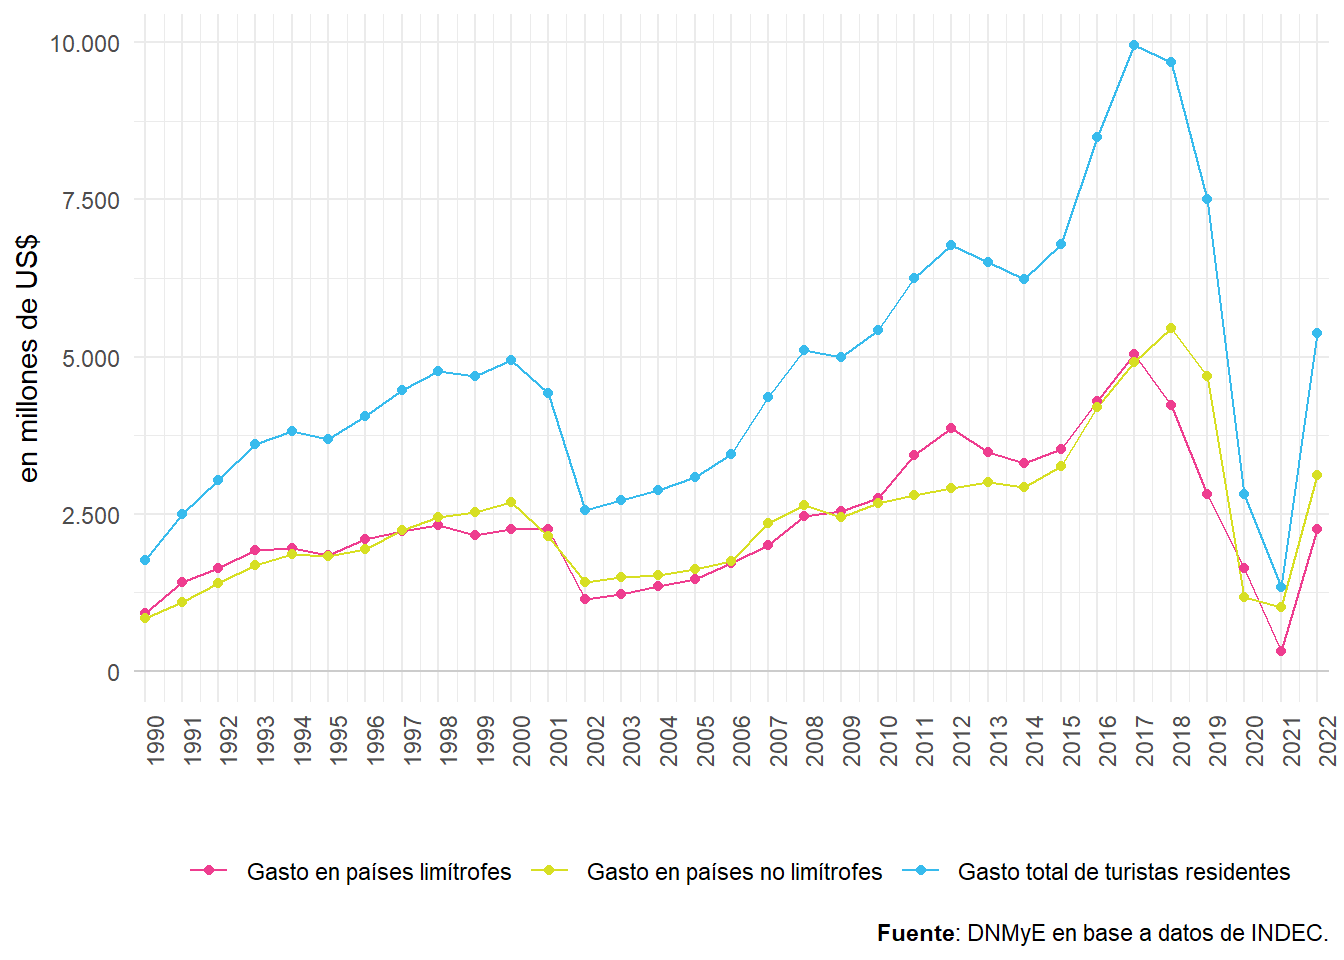 en millones de US$
10.000
7.500
5.000
2.500
0
1990 1991 1992 1993 1994 1995 1996 1997 1998 1999 2000 2001 2002 2003 2004 2005 2006 2007 2008 2009 2010 2011 2012 2013 2014 2015 2016 2017 2018 2019 2020 2021 2022
Gasto en países limítrofes Gasto en países no limítrofes Gasto total de turistas residentes
Fuente: DNMyE en base a datos de INDEC.